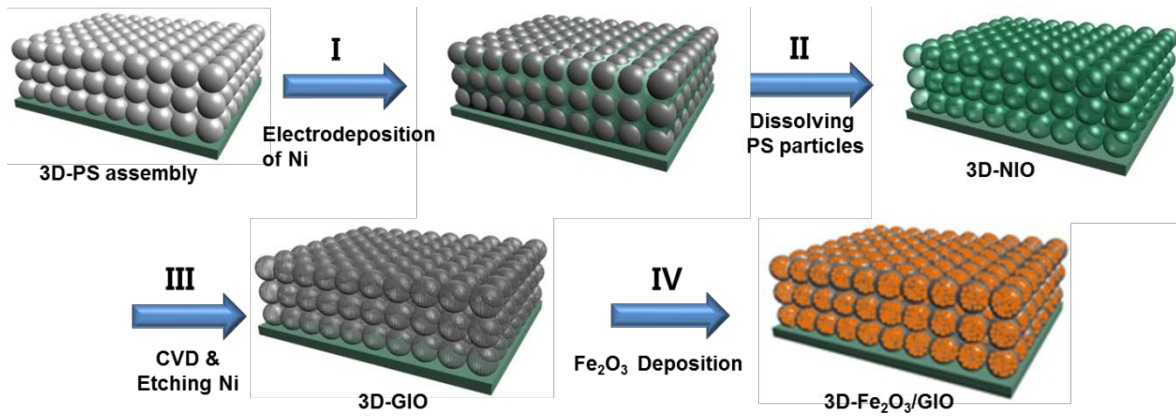 I
Electrodeposition
of Ni
3D-PS assembly
II
Dissolving
PS particles
3D-NIO
III
CVD &
Etching Ni
3D-GIO
IV
Fe₂O₃ Deposition
3D-Fe₂O₃/GIO